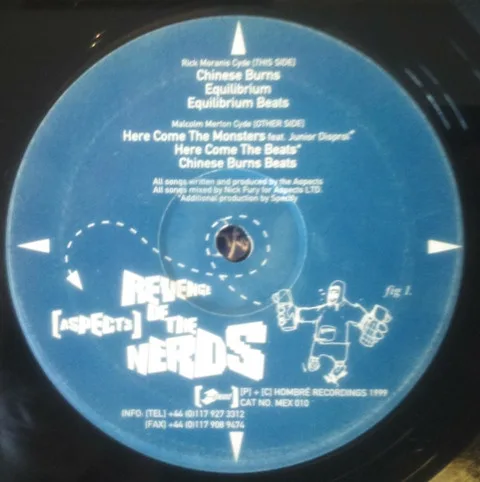 Rick Moranis Cyde (THIS SIDE)
Chinese Burns
Equilibrium
Equilibrium Beats
Malcolm Merton Cyde (OTHER SIDE)
Here Come The Monsters feat. Junior Disprol*
Here Come The Beats*
Chinese Burns Beats
All songs written and produced by the Aspects
All songs mixed by Nick Fury for Aspects LTD.
*Additional production by Specify
REVENGE
OF THE
[ASPECTS]
NERDS
fig 1.
[P] + [C] HOMBRÉ RECORDINGS 1999
CAT NO. MEX 010
INFO: [TEL] +44 (0)117 927 3312
[FAX] +44 (0)117 908 9474